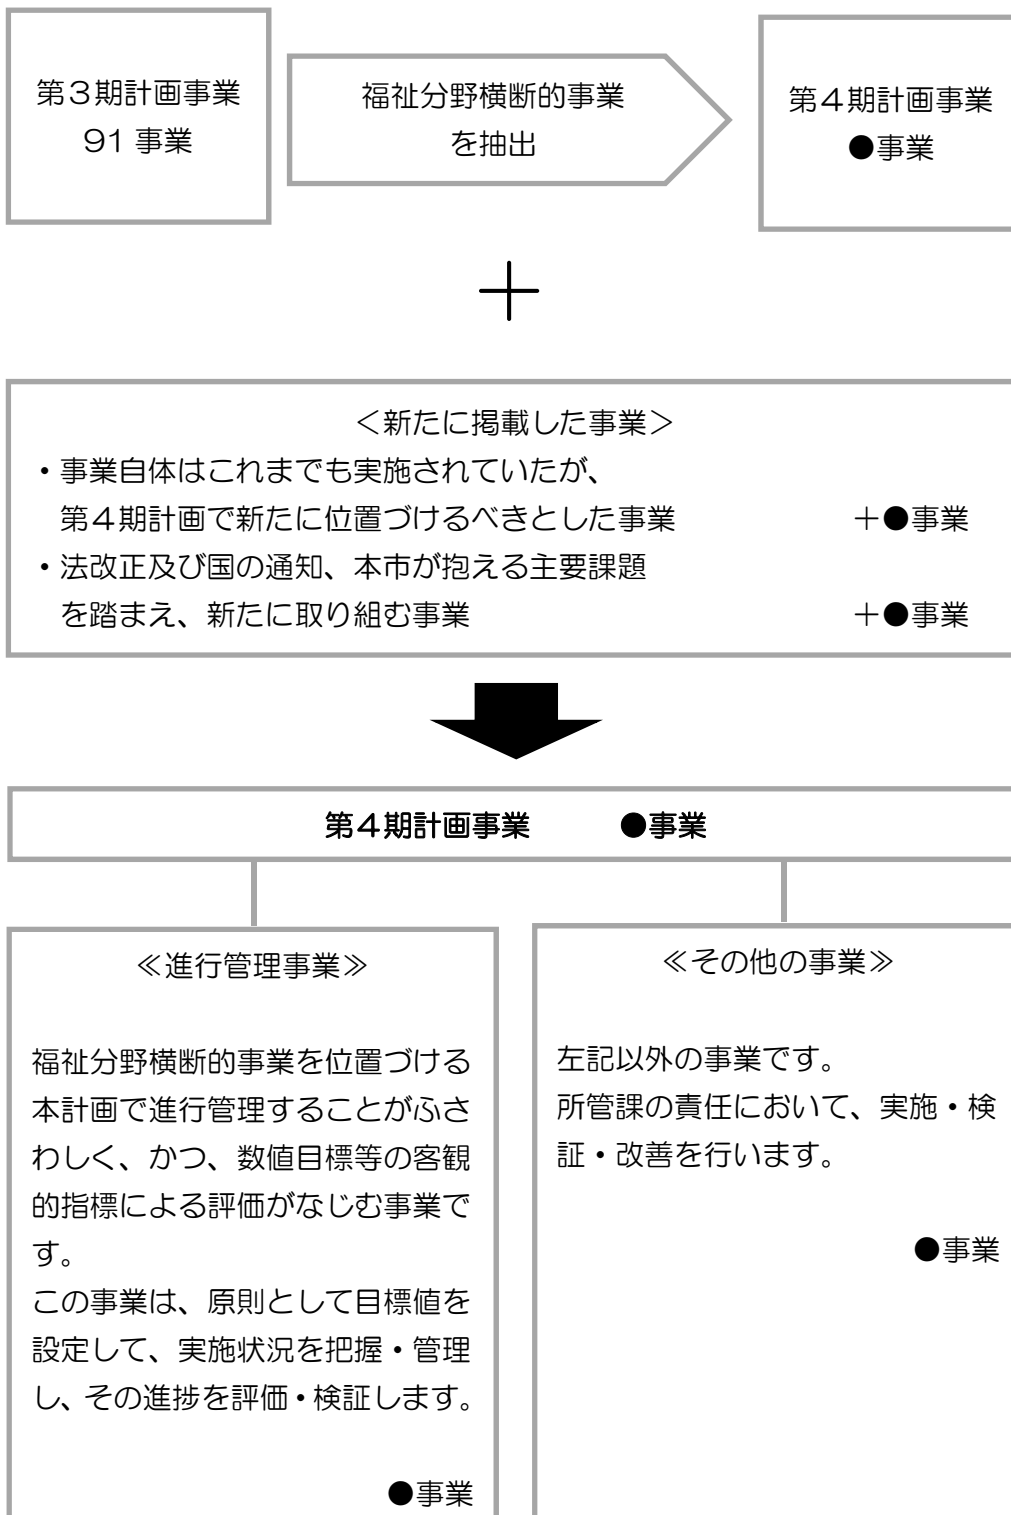 第３期計画事業
91 事業
福祉分野横断的事業
を抽出
第４期計画事業
●事業
＋
＜新たに掲載した事業＞
・事業自体はこれまでも実施されていたが、
第４期計画で新たに位置づけるべきとした事業　＋●事業
・法改正及び国の通知、本市が抱える主要課題
を踏まえ、新たに取り組む事業　＋●事業
第４期計画事業　●事業
≪進行管理事業≫
福祉分野横断的事業を位置づける
本計画で進行管理することがふさ
わしく、かつ、数値目標等の客観
的指標による評価がなじむ事業で
す。
この事業は、原則として目標値を
設定して、実施状況を把握・管理
し、その進捗を評価・検証します。
●事業
≪その他の事業≫
左記以外の事業です。
所管課の責任において、実施・検
証・改善を行います。
●事業